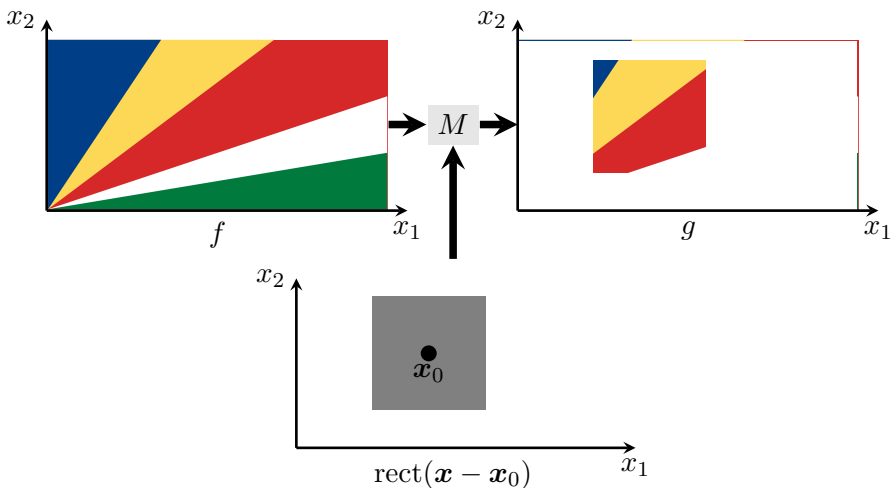 x₂
x₂
M
x₁
x₁
f
g
x₂
𝒙₀
x₁
rect(𝒙 − 𝒙₀)